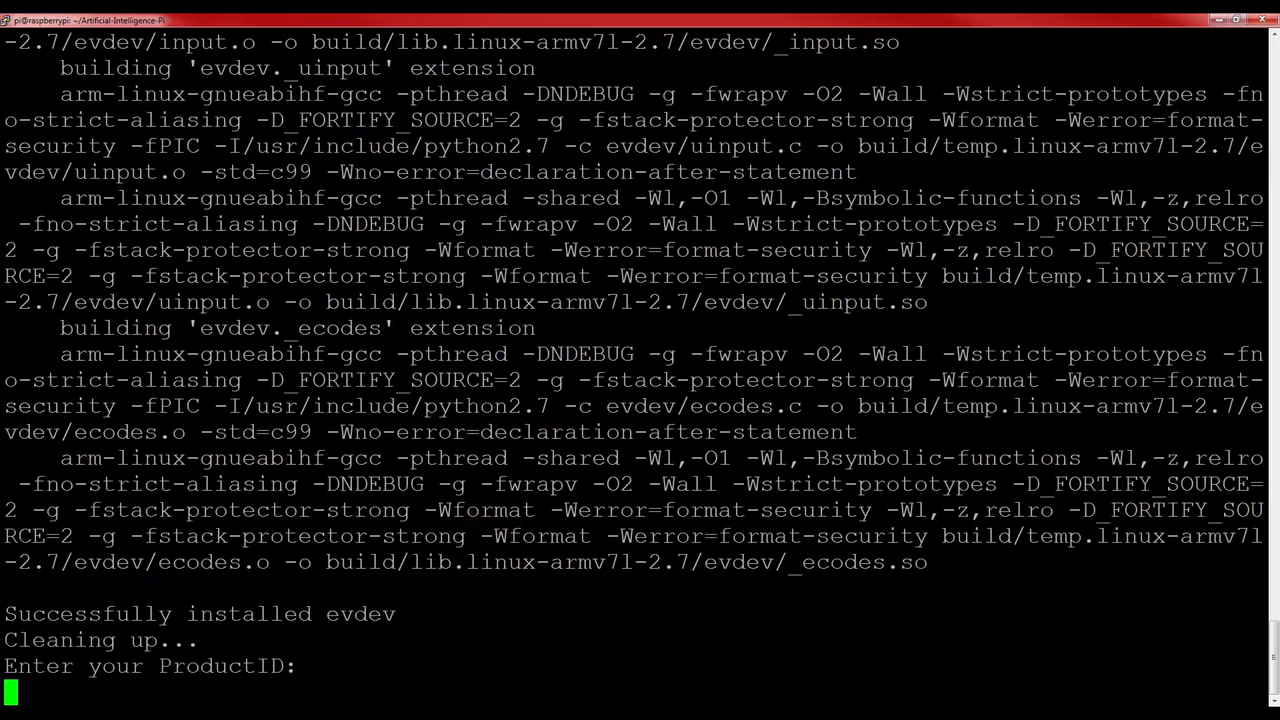 pi@raspberrypi: ~/Artificial-Intelligence-Pi
-2.7/evdev/input.o -o build/lib.linux-armv7l-2.7/evdev/_input.so
building 'evdev._uinput' extension
arm-linux-gnueabihf-gcc -pthread -DNDEBUG -g -fwrapv -O2 -Wall -Wstrict-prototypes -fn
o-strict-aliasing -D_FORTIFY_SOURCE=2 -g -fstack-protector-strong -Wformat -Werror=format-
security -fPIC -I/usr/include/python2.7 -c evdev/uinput.c -o build/temp.linux-armv7l-2.7/e
vdev/uinput.o -std=c99 -Wno-error=declaration-after-statement
arm-linux-gnueabihf-gcc -pthread -shared -Wl,-O1 -Wl,-Bsymbolic-functions -Wl,-z,relro
-fno-strict-aliasing -DNDEBUG -g -fwrapv -O2 -Wall -Wstrict-prototypes -D_FORTIFY_SOURCE=
2 -g -fstack-protector-strong -Wformat -Werror=format-security -Wl,-z,relro -D_FORTIFY_SOU
RCE=2 -g -fstack-protector-strong -Wformat -Werror=format-security build/temp.linux-armv7l
-2.7/evdev/uinput.o -o build/lib.linux-armv7l-2.7/evdev/_uinput.so
building 'evdev._ecodes' extension
arm-linux-gnueabihf-gcc -pthread -DNDEBUG -g -fwrapv -O2 -Wall -Wstrict-prototypes -fn
o-strict-aliasing -D_FORTIFY_SOURCE=2 -g -fstack-protector-strong -Wformat -Werror=format-
security -fPIC -I/usr/include/python2.7 -c evdev/ecodes.c -o build/temp.linux-armv7l-2.7/e
vdev/ecodes.o -std=c99 -Wno-error=declaration-after-statement
arm-linux-gnueabihf-gcc -pthread -shared -Wl,-O1 -Wl,-Bsymbolic-functions -Wl,-z,relro
-fno-strict-aliasing -DNDEBUG -g -fwrapv -O2 -Wall -Wstrict-prototypes -D_FORTIFY_SOURCE=
2 -g -fstack-protector-strong -Wformat -Werror=format-security -Wl,-z,relro -D_FORTIFY_SOU
RCE=2 -g -fstack-protector-strong -Wformat -Werror=format-security build/temp.linux-armv7l
-2.7/evdev/ecodes.o -o build/lib.linux-armv7l-2.7/evdev/_ecodes.so
Successfully installed evdev
Cleaning up...
Enter your ProductID: